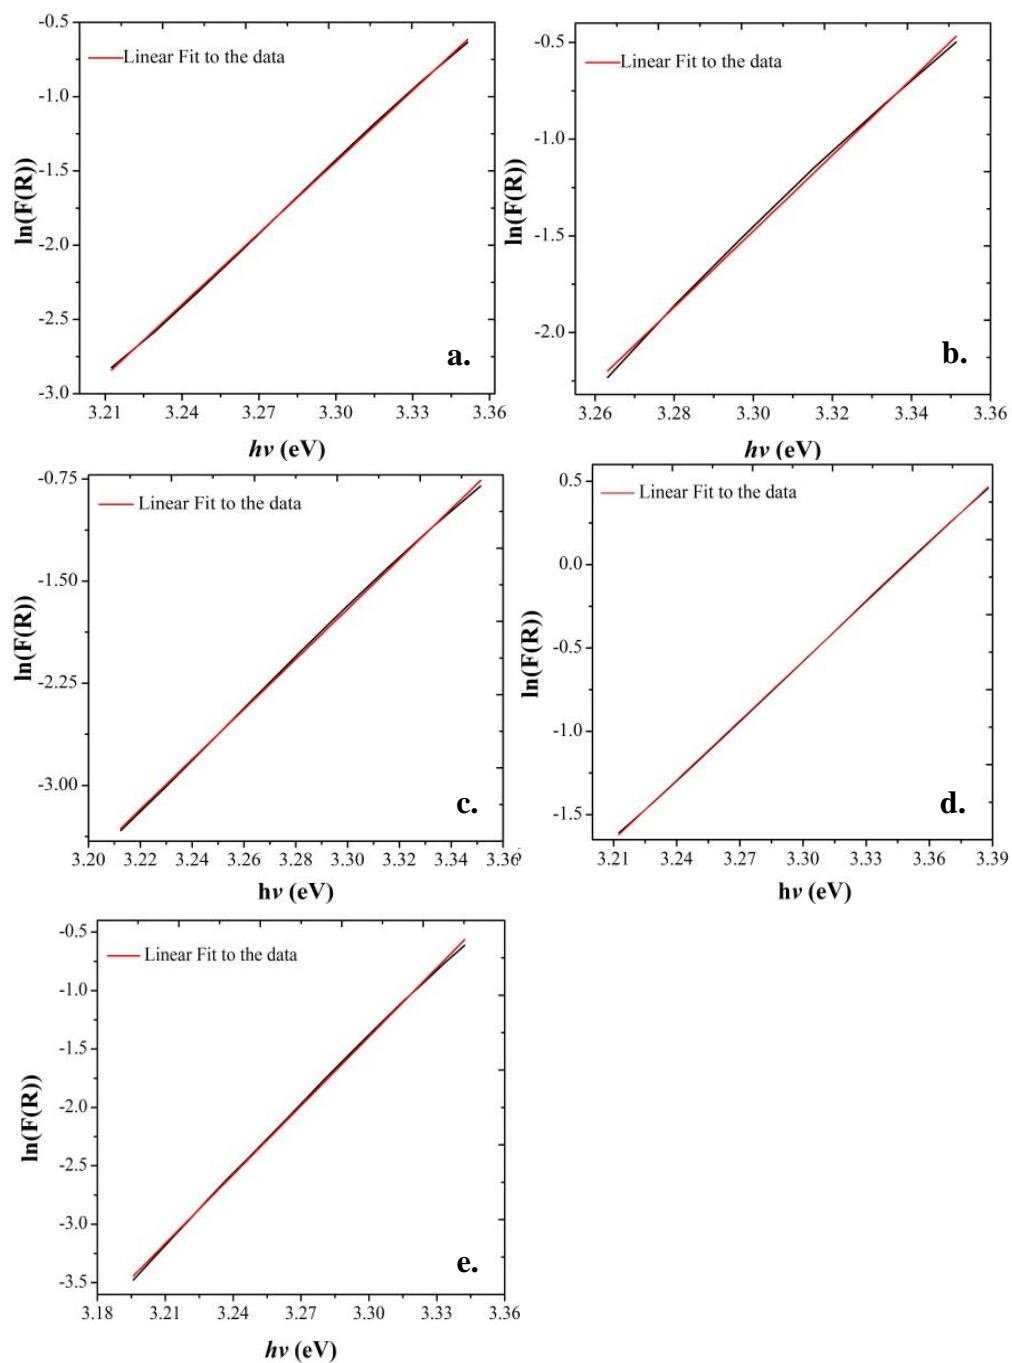 -0.5
-1.0
-1.5
-2.0
-2.5
-3.0
ln(F(R))
Linear Fit to the data
a.
3.21 3.24 3.27 3.30 3.33 3.36
hν (eV)
-0.5
-1.0
-1.5
-2.0
ln(F(R))
Linear Fit to the data
b.
3.26 3.28 3.30 3.32 3.34 3.36
hν (eV)
-0.75
-1.50
-2.25
-3.00
ln(F(R))
Linear Fit to the data
c.
3.20 3.22 3.24 3.26 3.28 3.30 3.32 3.34 3.36
hν (eV)
0.5
0.0
-0.5
-1.0
-1.5
ln(F(R))
Linear Fit to the data
d.
3.21 3.24 3.27 3.30 3.33 3.36 3.39
hν (eV)
-0.5
-1.0
-1.5
-2.0
-2.5
-3.0
-3.5
ln(F(R))
Linear Fit to the data
e.
3.18 3.21 3.24 3.27 3.30 3.33 3.36
hν (eV)